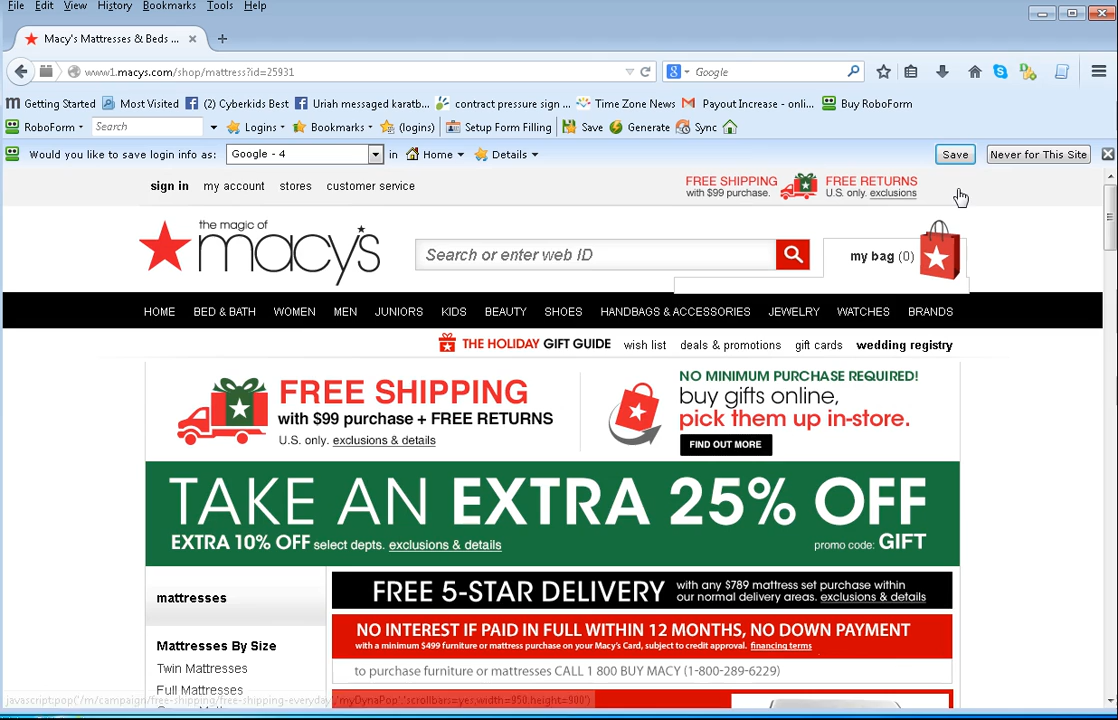 File Edit View History Bookmarks Tools Help
Macy's Mattresses & Beds ...
www1.macys.com/shop/mattress?id=25931
Google
Getting Started Most Visited (2) Cyberkids Best Uriah messaged karatb... contract pressure sign ... Time Zone News Payout Increase - onli... Buy RoboForm
RoboForm Search Logins Bookmarks (logins) Setup Form Filling Save Generate Sync
Would you like to save login info as: Google - 4 in Home Details Save Never for This Site
sign in my account stores customer service
FREE SHIPPING with $99 purchase.
FREE RETURNS U.S. only. exclusions
the magic of
macy's
Search or enter web ID
my bag (0)
HOME BED & BATH WOMEN MEN JUNIORS KIDS BEAUTY SHOES HANDBAGS & ACCESSORIES JEWELRY WATCHES BRANDS
THE HOLIDAY GIFT GUIDE wish list deals & promotions gift cards wedding registry
FREE SHIPPING
with $99 purchase + FREE RETURNS
U.S. only. exclusions & details
NO MINIMUM PURCHASE REQUIRED!
buy gifts online,
pick them up in-store.
FIND OUT MORE
TAKE AN EXTRA 25% OFF
EXTRA 10% OFF select depts. exclusions & details
promo code: GIFT
mattresses
Mattresses By Size
Twin Mattresses
Full Mattresses
FREE 5-STAR DELIVERY
with any $789 mattress set purchase within
our normal delivery areas. exclusions & details
NO INTEREST IF PAID IN FULL WITHIN 12 MONTHS, NO DOWN PAYMENT
with a minimum $499 furniture or mattress purchase on your Macy's Card, subject to credit approval. financing terms
to purchase furniture or mattresses CALL 1 800 BUY MACY (1-800-289-6229)
javascript:pop('/m/campaign/free-shipping/free-shipping-everyday','myDynaPop','scrollbars=yes,width=950,height=900')